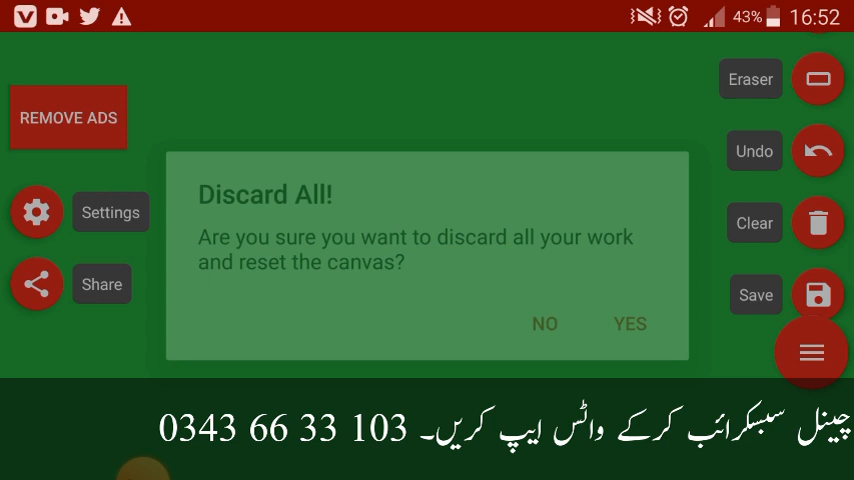 43% 16:52
Eraser
REMOVE ADS
Undo
Discard All!
Settings
Clear
Are you sure you want to discard all your work
and reset the canvas?
Share
Save
NO YES
چینل سبسکرائب کرکے واٹس ایپ کریں۔ 103 33 66 0343